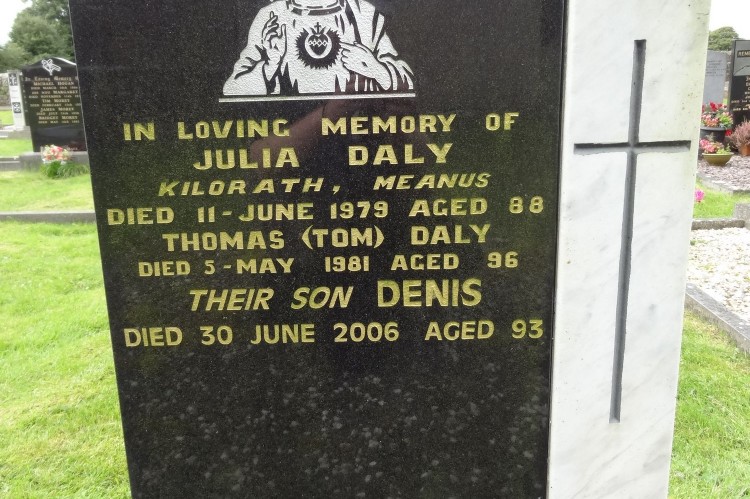 IN LOVING MEMORY OF
JULIA DALY
KILORATH, MEANUS
DIED 11-JUNE 1979 AGED 88
THOMAS (TOM) DALY
DIED 5-MAY 1981 AGED 96
THEIR SON DENIS
DIED 30 JUNE 2006 AGED 93